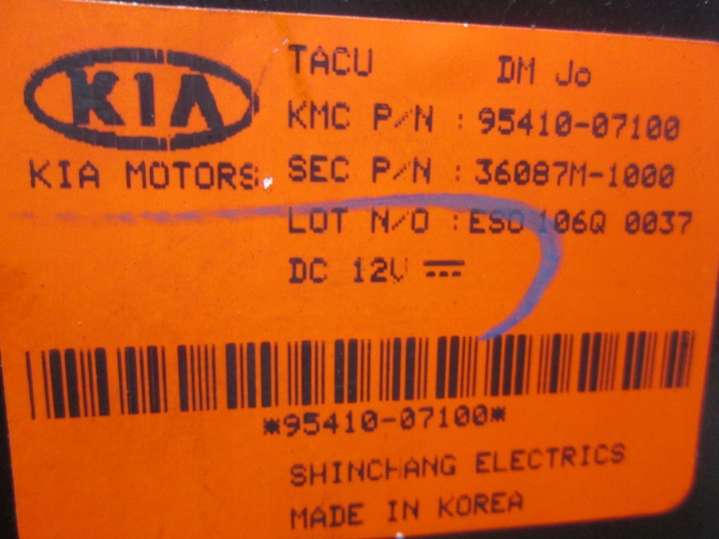 KIA
KIA MOTORS
TACU DM Jo
KMC P/N : 95410-07100
SEC P/N : 36087M-1000
LOT N/O : ESO 106Q 0037
DC 12V
*95410-07100*
SHINCHANG ELECTRICS
MADE IN KOREA